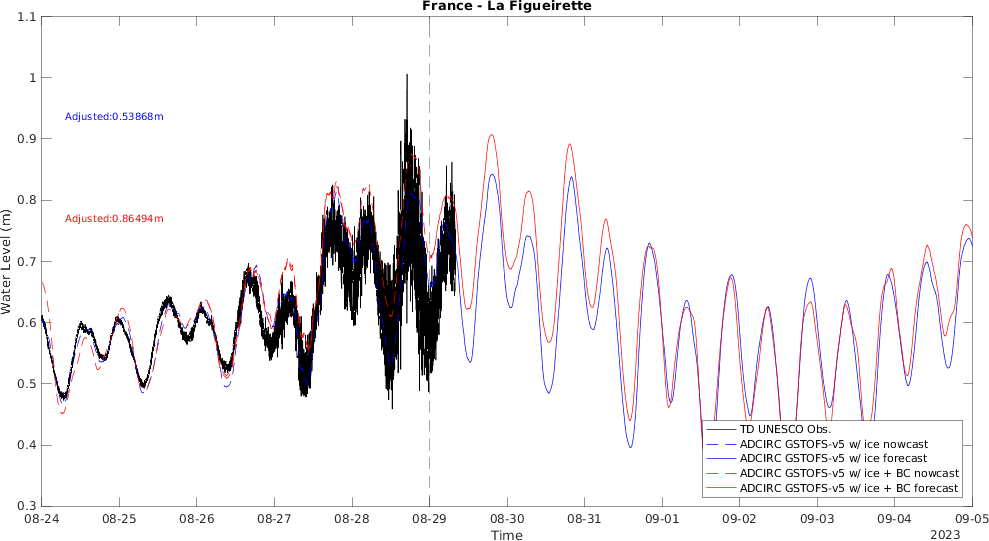 France - La Figueirette
1.1
1
0.9
0.8
0.7
0.6
0.5
0.4
0.3
Water Level (m)
Adjusted:0.53868m
Adjusted:0.86494m
TD UNESCO Obs.
ADCIRC GSTOFS-v5 w/ ice nowcast
ADCIRC GSTOFS-v5 w/ ice forecast
ADCIRC GSTOFS-v5 w/ ice + BC nowcast
ADCIRC GSTOFS-v5 w/ ice + BC forecast
08-24 08-25 08-26 08-27 08-28 08-29 08-30 08-31 09-01 09-02 09-03 09-04 09-05
Time
2023